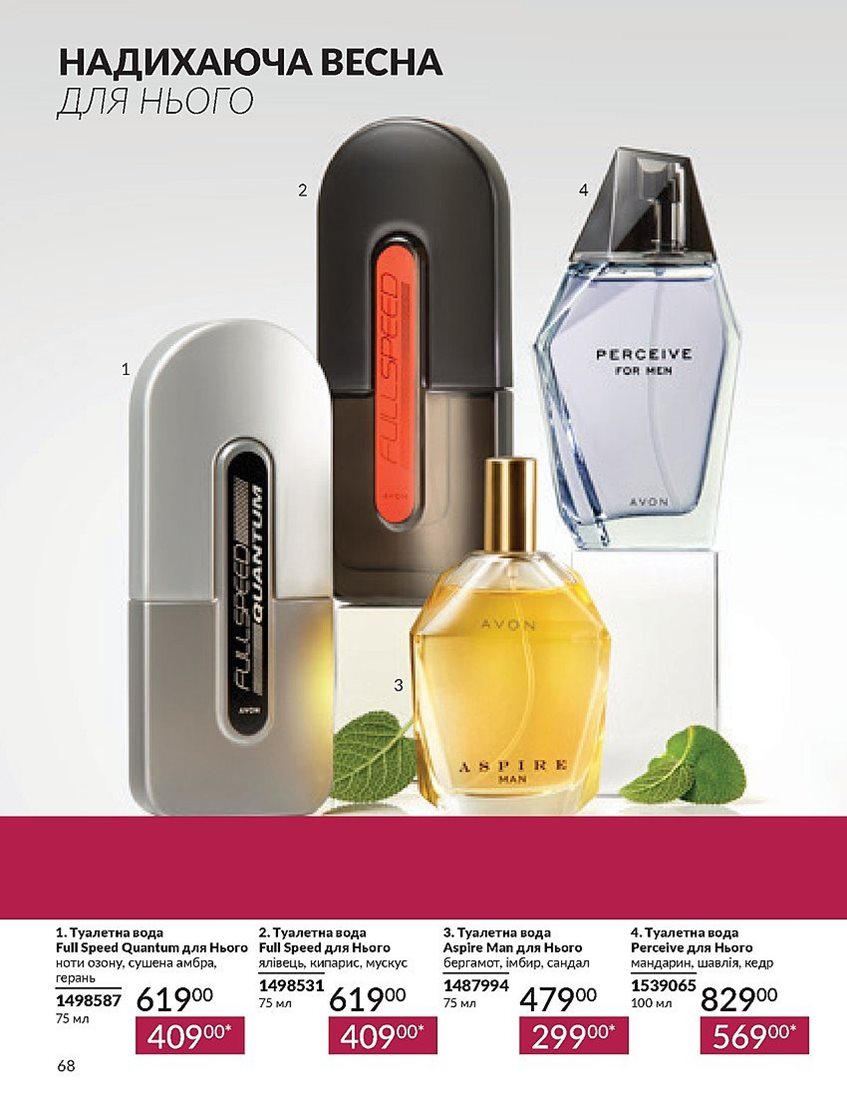 НАДИХАЮЧА ВЕСНА
ДЛЯ НЬОГО
2
4
1
3
FULL SPEED
AVON
PERCEIVE
FOR MEN
AVON
FULL SPEED
QUANTUM
AVON
AVON
ASPIRE
MAN
1. Туалетна вода
Full Speed Quantum для Нього
ноти озону, сушена амбра,
герань
1498587
75 мл
61900
40900*
2. Туалетна вода
Full Speed для Нього
ялівець, кипарис, мускус
1498531
75 мл
61900
40900*
3. Туалетна вода
Aspire Man для Нього
бергамот, імбир, сандал
1487994
75 мл
47900
29900*
4. Туалетна вода
Perceive для Нього
мандарин, шавлія, кедр
1539065
100 мл
82900
56900*
68